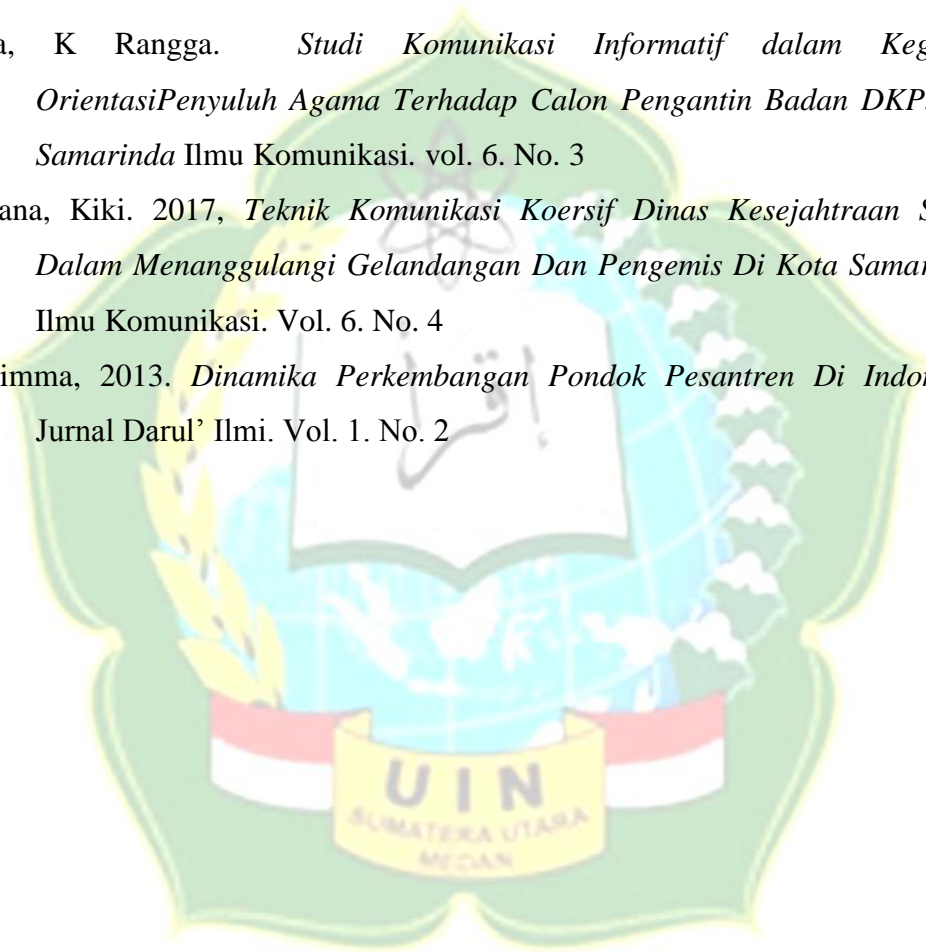 a, K Rangga. Studi Komunikasi Informatif dalam Keg
OrientasiPenyuluh Agama Terhadap Calon Pengantin Badan DKP
Samarinda Ilmu Komunikasi. vol. 6. No. 3
ana, Kiki. 2017, Teknik Komunikasi Koersif Dinas Kesejahtraan S
Dalam Menanggulangi Gelandangan Dan Pengemis Di Kota Samar
Ilmu Komunikasi. Vol. 6. No. 4
imma, 2013. Dinamika Perkembangan Pondok Pesantren Di Indon
Jurnal Darul’ Ilmi. Vol. 1. No. 2
إقرأ
UIN
SUMATERA UTARA
MEDAN